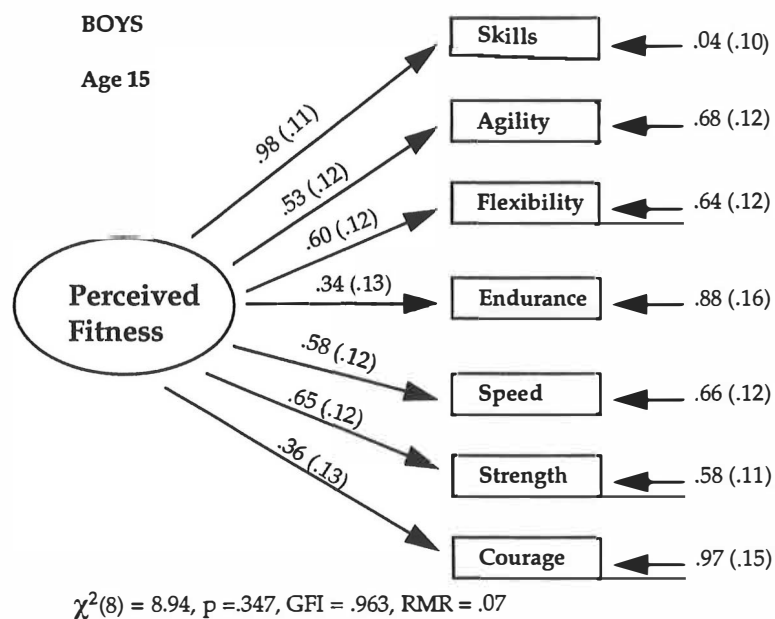 BOYS
Age 15
Skills
.04 (.10)
.98 (.11)
Agility
.68 (.12)
.53 (.12)
Flexibility
.64 (.12)
.60 (.12)
Perceived
Fitness
.34 (.13)
Endurance
.88 (.16)
.58 (.12)
Speed
.66 (.12)
.65 (.12)
Strength
.58 (.11)
.36 (.13)
Courage
.97 (.15)
χ²(8) = 8.94, p =.347, GFI = .963, RMR = .07